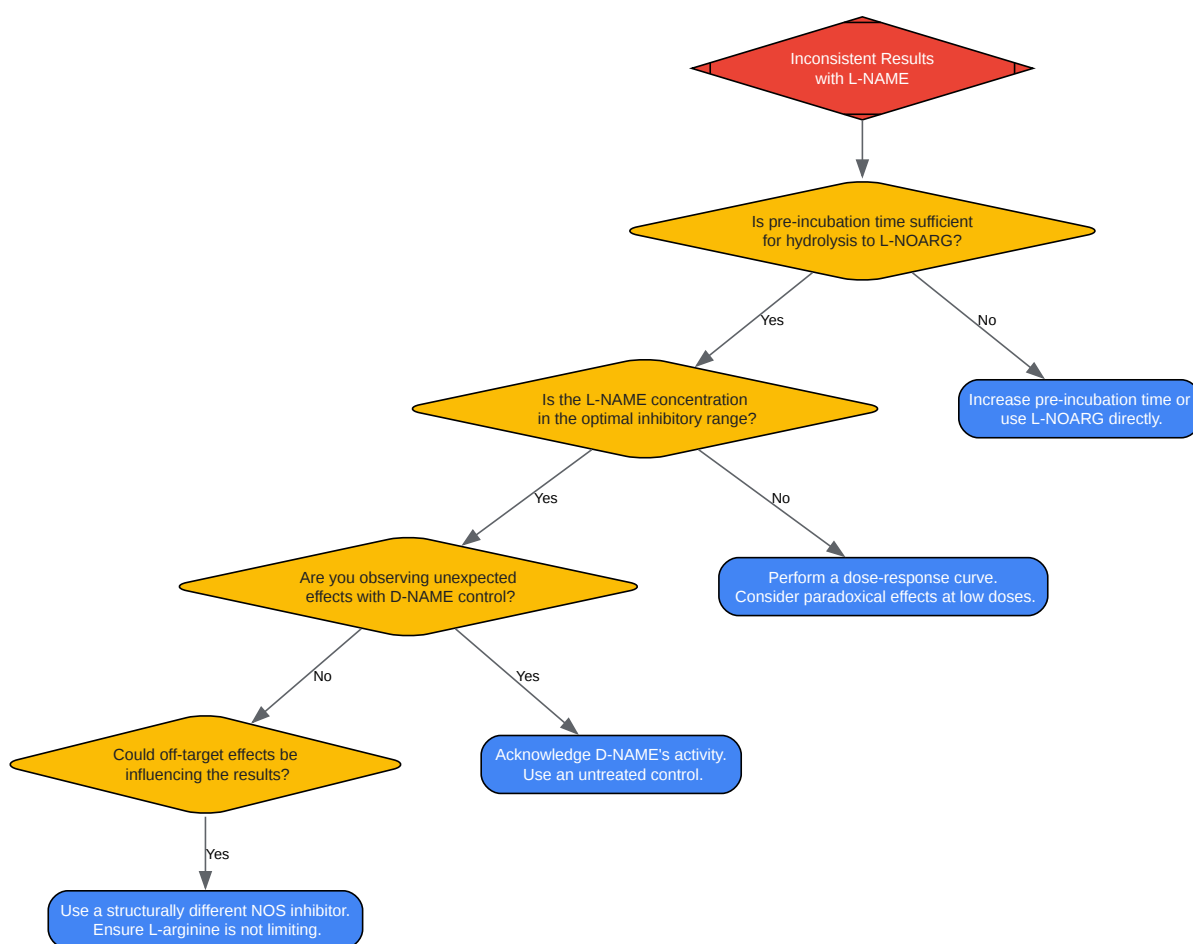 Inconsistent Results
with L-NAME
Is pre-incubation time sufficient
for hydrolysis to L-NOARG?
Yes
No
Is the L-NAME concentration
in the optimal inhibitory range?
Increase pre-incubation time or
use L-NOARG directly.
Yes
No
Are you observing unexpected
effects with D-NAME control?
Perform a dose-response curve.
Consider paradoxical effects at low doses.
No
Yes
Could off-target effects be
influencing the results?
Acknowledge D-NAME's activity.
Use an untreated control.
Yes
Use a structurally different NOS inhibitor.
Ensure L-arginine is not limiting.